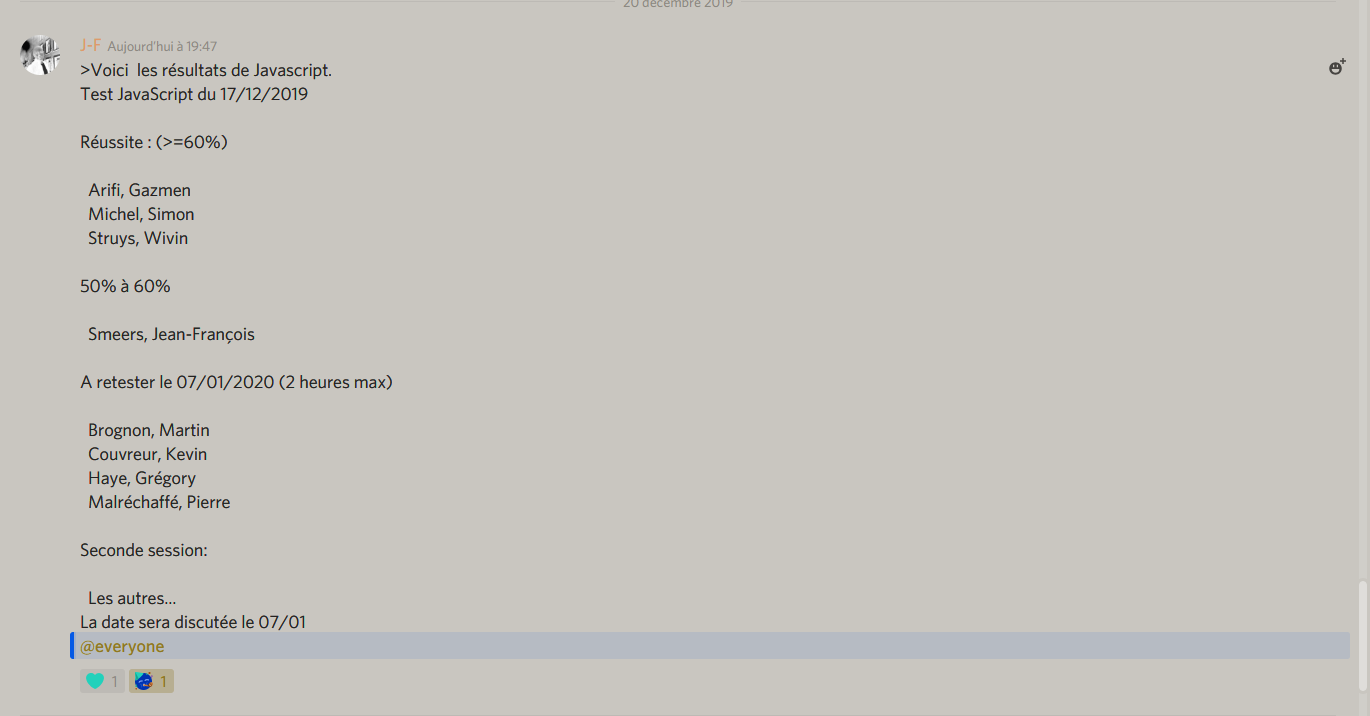 20 décembre 2019
J-F Aujourd'hui à 19:47
>Voici les résultats de Javascript.
Test JavaScript du 17/12/2019
Réussite : (>=60%)
Arifi, Gazmen
Michel, Simon
Struys, Wivin
50% à 60%
Smeers, Jean-François
A retester le 07/01/2020 (2 heures max)
Brognon, Martin
Couvreur, Kevin
Haye, Grégory
Malréchaffé, Pierre
Seconde session:
Les autres...
La date sera discutée le 07/01
@everyone
1 1